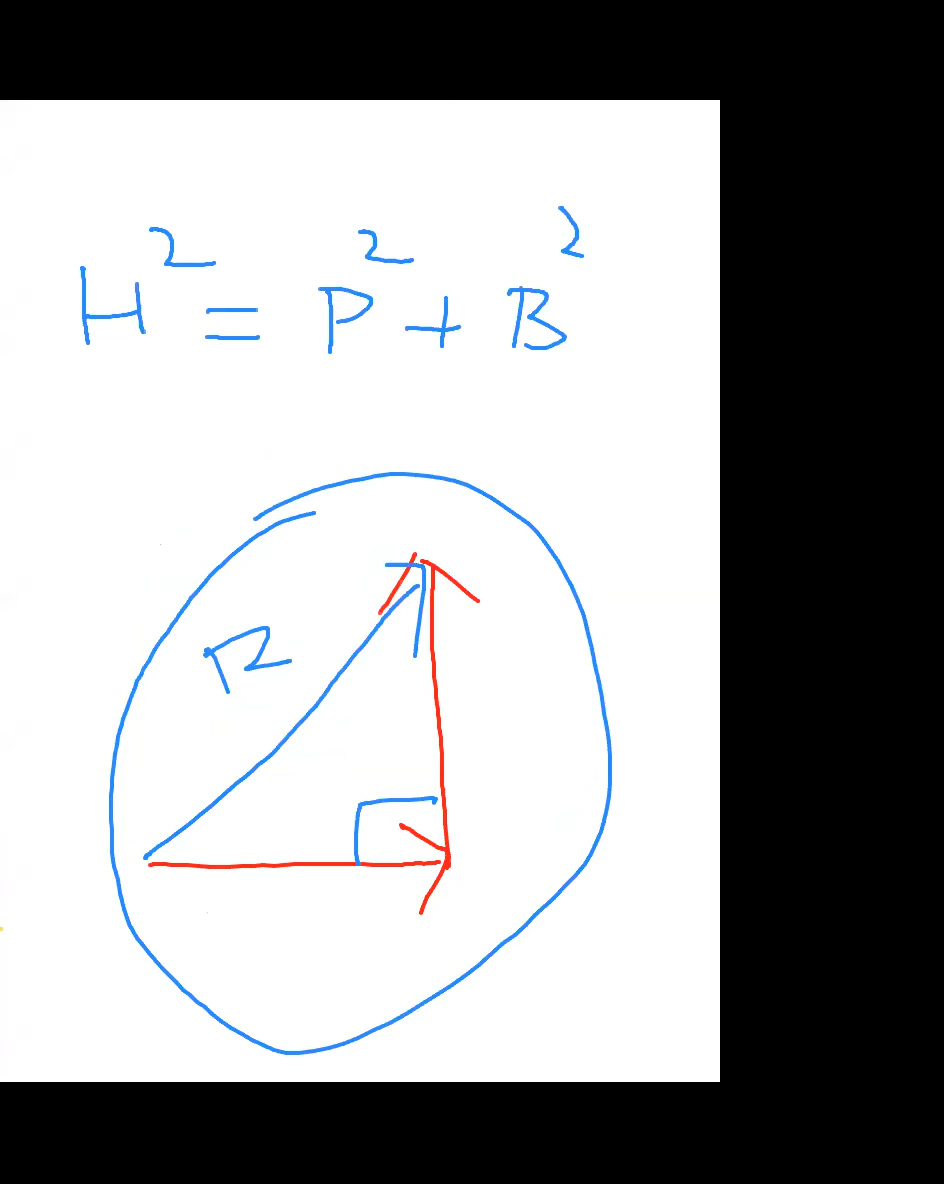 H² = P² + B²
R